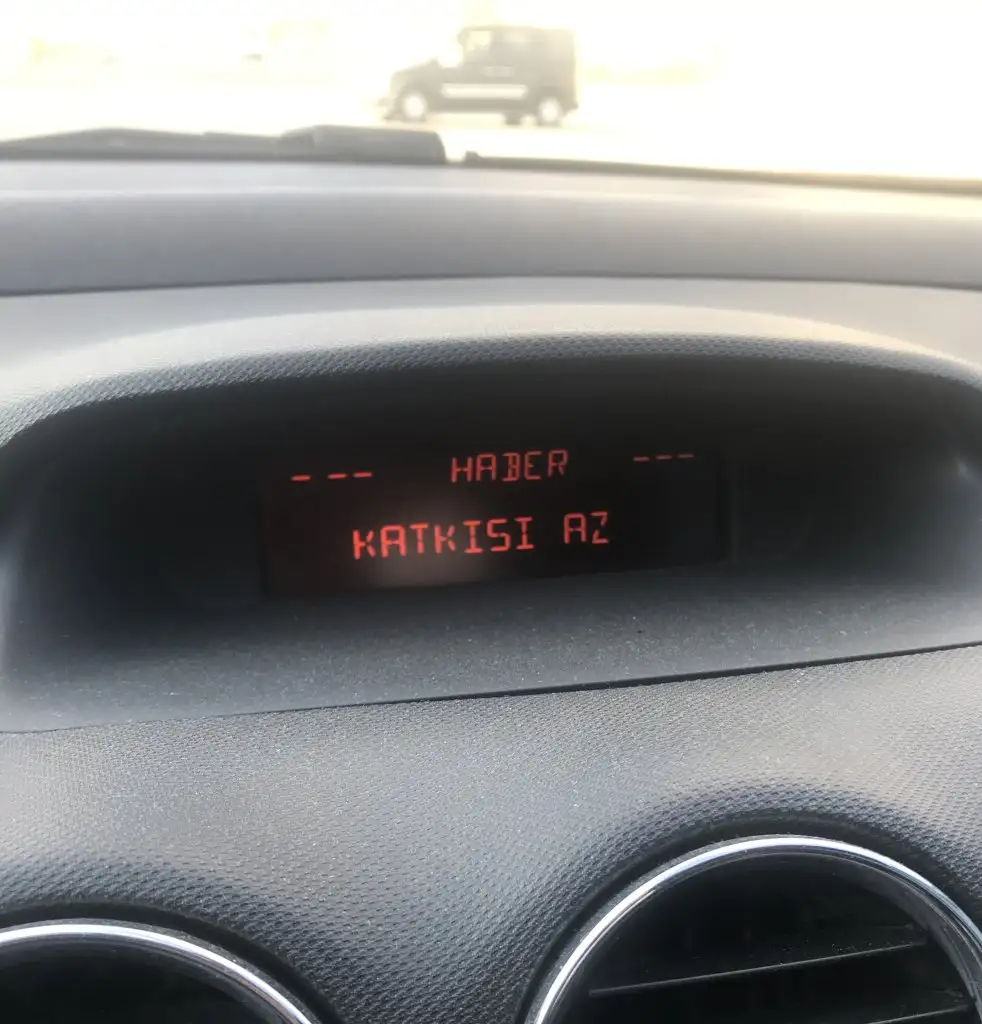 - -- HABER ---
KATKISI AZ